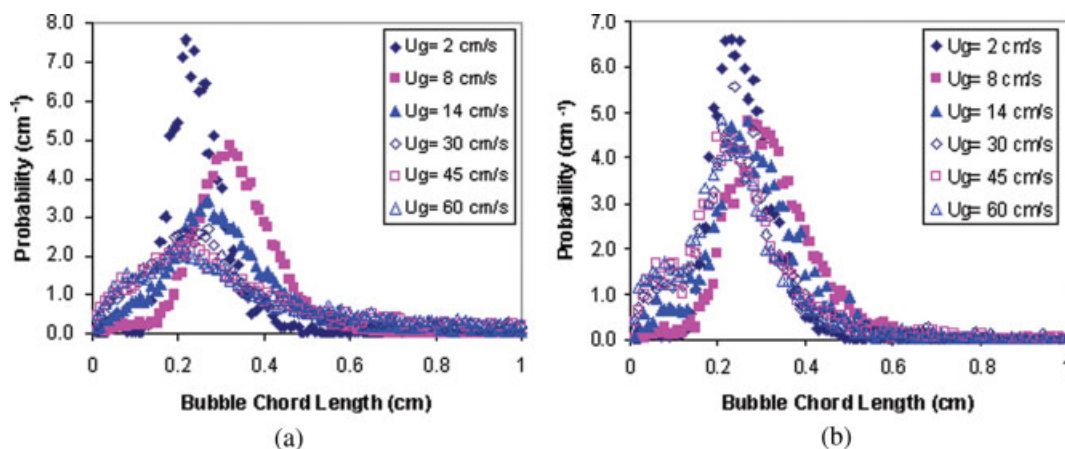 8.0
7.0
6.0
5.0
4.0
3.0
2.0
1.0
0.0
Probability (cm⁻¹)
Ug= 2 cm/s
Ug= 8 cm/s
Ug= 14 cm/s
Ug= 30 cm/s
Ug= 45 cm/s
Ug= 60 cm/s
0 0.2 0.4 0.6 0.8 1
Bubble Chord Length (cm)
(a)
7.0
6.0
5.0
4.0
3.0
2.0
1.0
0.0
Probability (cm⁻¹)
Ug= 2 cm/s
Ug= 8 cm/s
Ug= 14 cm/s
Ug= 30 cm/s
Ug= 45 cm/s
Ug= 60 cm/s
0 0.2 0.4 0.6 0.8 1
Bubble Chord Length (cm)
(b)